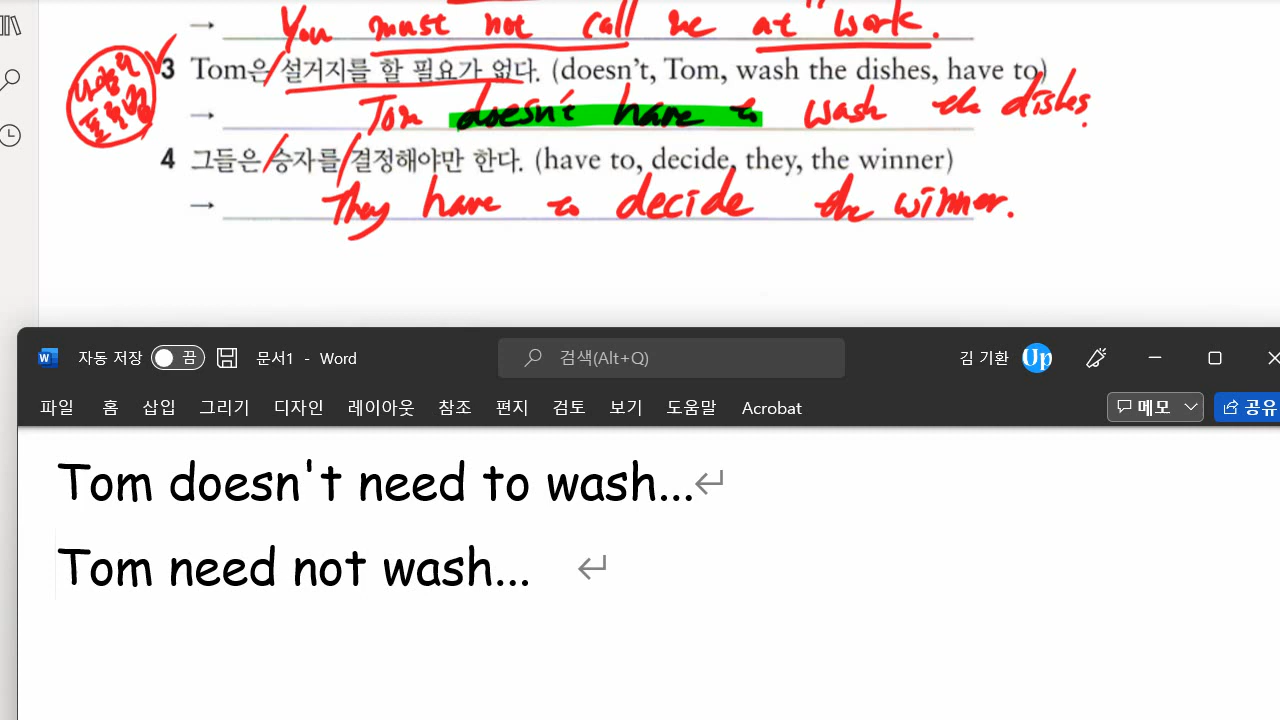 → You must not call me at work.
3 Tom은 설거지를 할 필요가 없다. (doesn't, Tom, wash the dishes, have to)
→ Tom doesn't have to wash the dishes.
4 그들은 승자를 결정해야만 한다. (have to, decide, they, the winner)
→ They have to decide the winner.
자동 저장 끔 문서1 - Word 검색(Alt+Q) 김 기환 Up
파일 홈 삽입 그리기 디자인 레이아웃 참조 편지 검토 보기 도움말 Acrobat 메모 공유
Tom doesn't need to wash...
Tom need not wash...